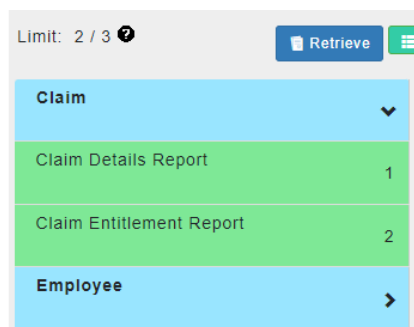 Limit: 2 / 3 ?
Retrieve
Claim
Claim Details Report 1
Claim Entitlement Report 2
Employee